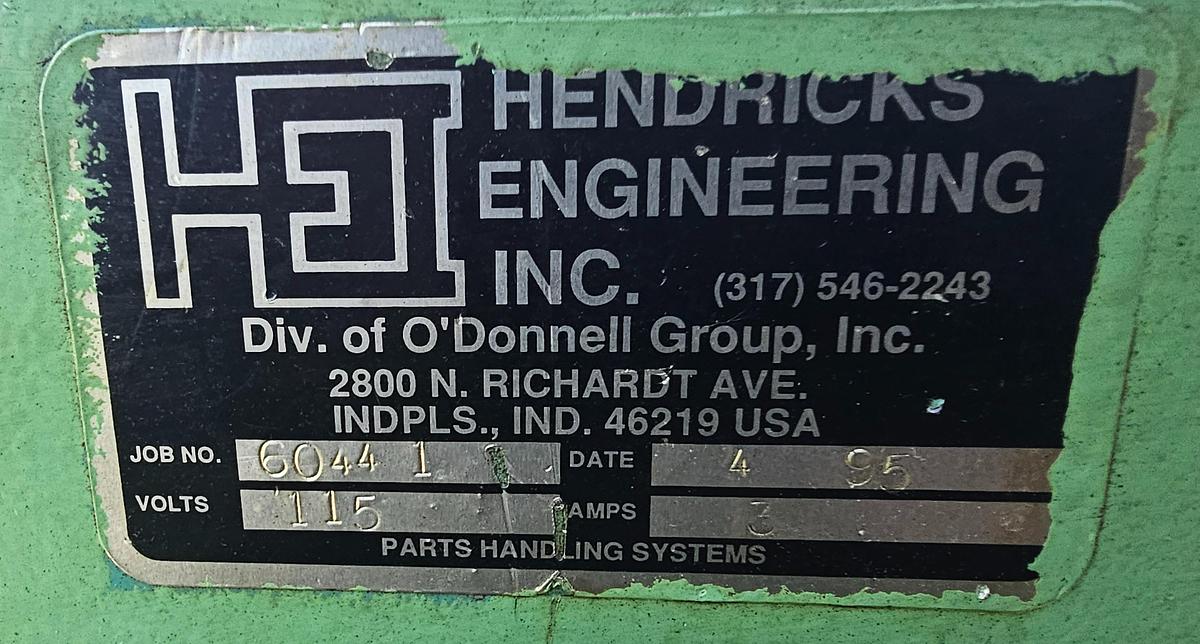 HEI
HENDRICKS
ENGINEERING
INC. (317) 546-2243
Div. of O'Donnell Group, Inc.
2800 N. RICHARDT AVE.
INDPLS., IND. 46219 USA
JOB NO. 6044 1 DATE 4 95
VOLTS 115 AMPS 3
PARTS HANDLING SYSTEMS